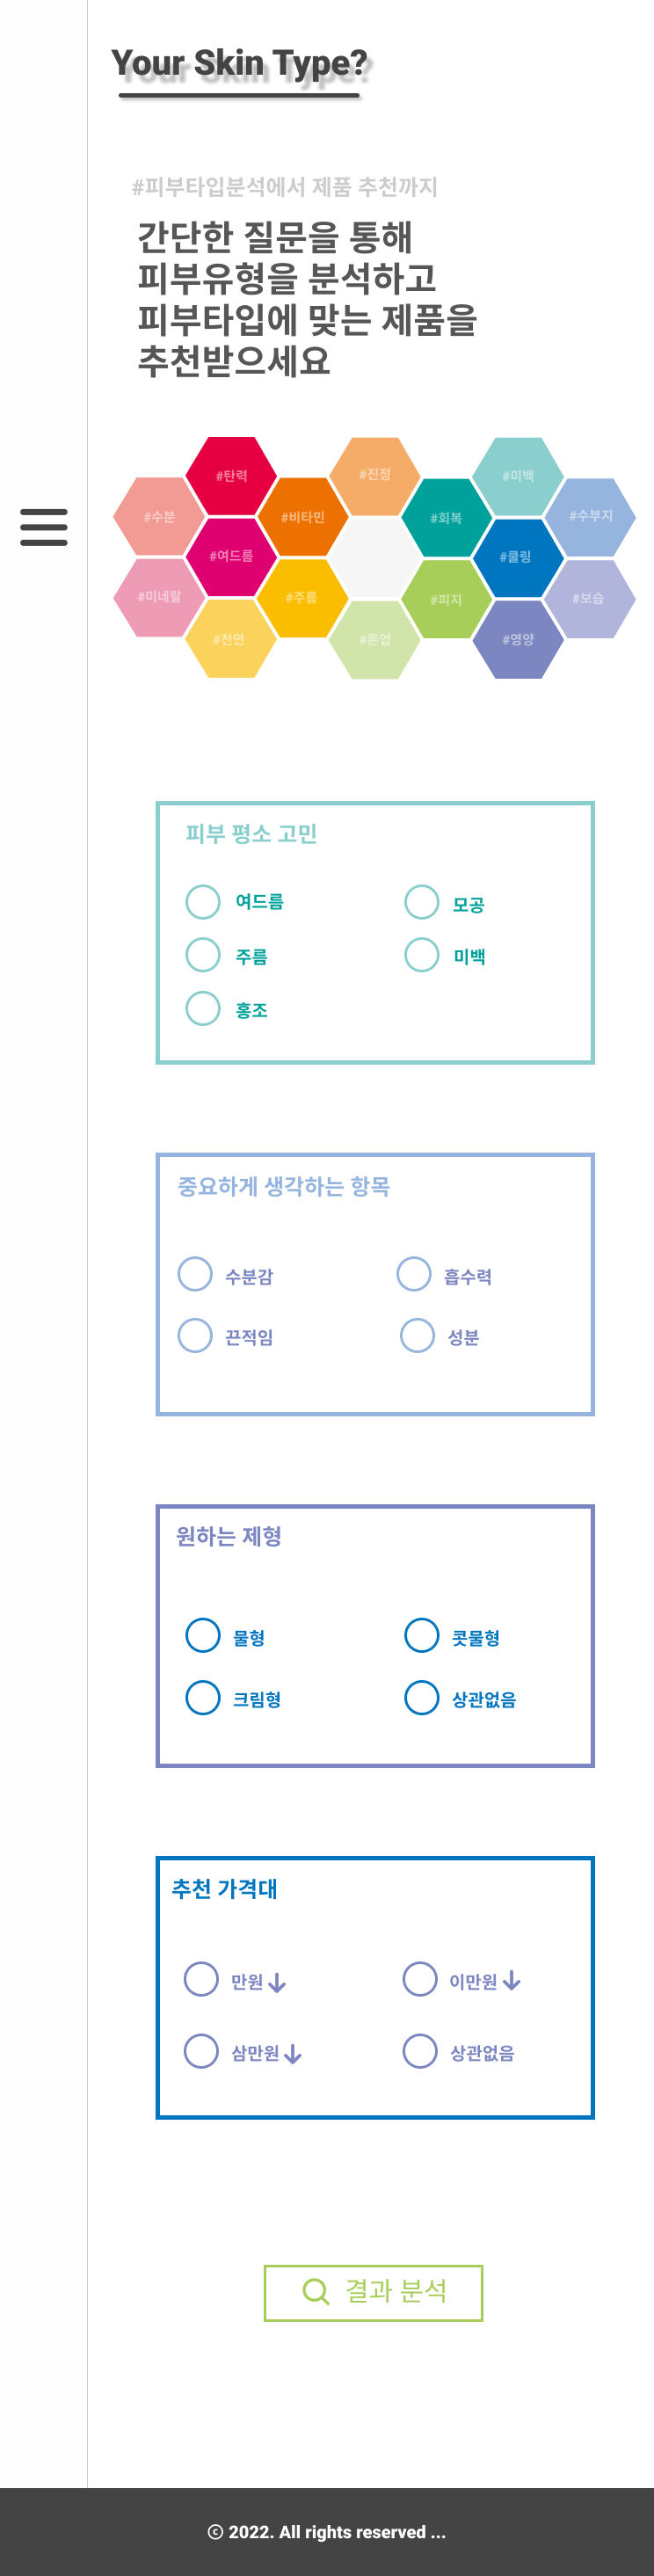 Your Skin Type?
#피부타입분석에서 제품 추천까지
간단한 질문을 통해
피부유형을 분석하고
피부타입에 맞는 제품을
추천받으세요
#탄력
#진정
#미백
#수분
#비타민
#회복
#수부지
#여드름
#쿨링
#미네랄
#주름
#피지
#보습
#천연
#톤업
#영양
피부 평소 고민
여드름
모공
주름
미백
홍조
중요하게 생각하는 항목
수분감
흡수력
끈적임
성분
원하는 제형
물형
콧물형
크림형
상관없음
추천 가격대
만원↓
이만원↓
삼만원↓
상관없음
결과 분석
© 2022. All rights reserved ...